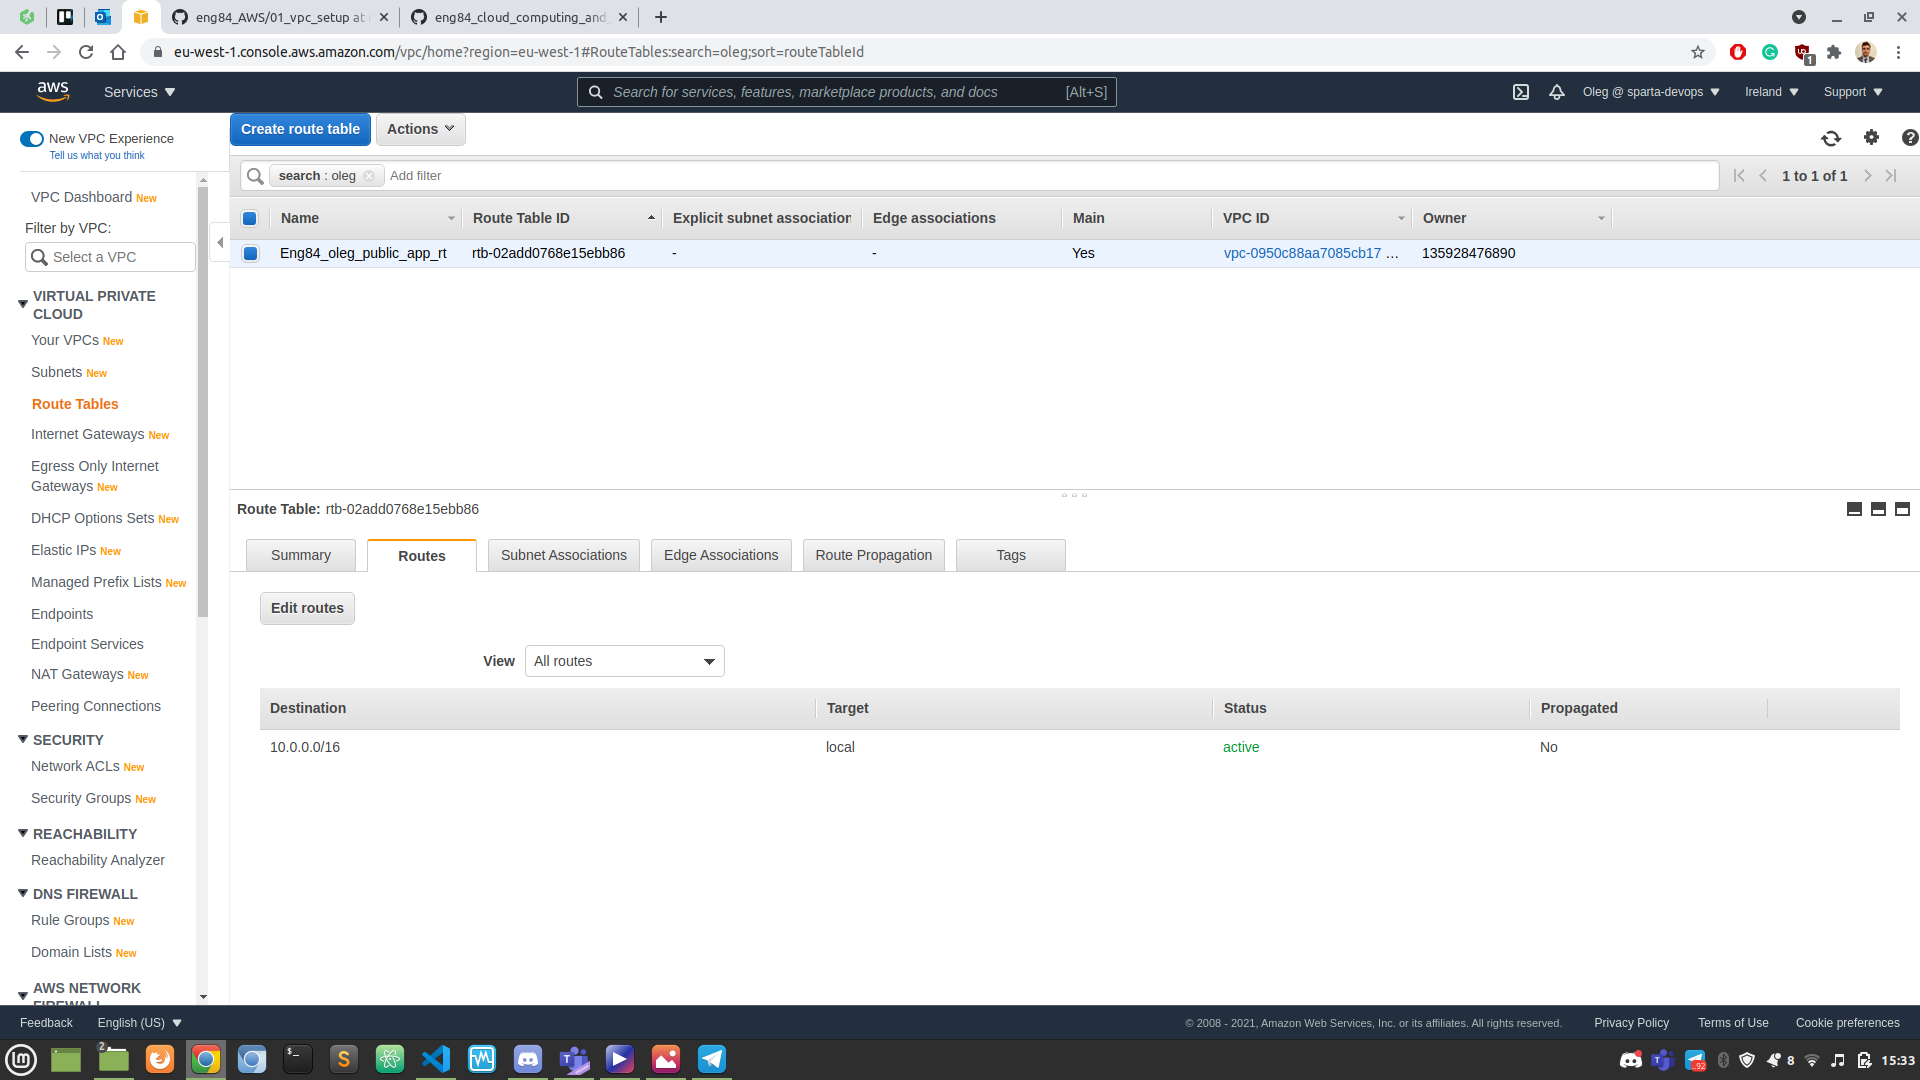 eng84_AWS/01_vpc_setup at
eng84_cloud_computing_and_
eu-west-1.console.aws.amazon.com/vpc/home?region=eu-west-1#RouteTables:search=oleg;sort=routeTableId
1
aws
Services
Search for services, features, marketplace products, and docs
[Alt+S]
Oleg @ sparta-devops
Ireland
Support
New VPC Experience
Tell us what you think
Create route table
Actions
search : oleg
Add filter
1 to 1 of 1
VPC Dashboard New
Filter by VPC:
Select a VPC
VIRTUAL PRIVATE
CLOUD
Your VPCs New
Subnets New
Route Tables
Internet Gateways New
Egress Only Internet
Gateways New
DHCP Options Sets New
Elastic IPs New
Managed Prefix Lists New
Endpoints
Endpoint Services
NAT Gateways New
Peering Connections
SECURITY
Network ACLs New
Security Groups New
REACHABILITY
Reachability Analyzer
DNS FIREWALL
Rule Groups New
Domain Lists New
AWS NETWORK
FIREWALL
Name
Route Table ID
Explicit subnet association
Edge associations
Main
VPC ID
Owner
Eng84_oleg_public_app_rt
rtb-02add0768e15ebb86
-
-
Yes
vpc-0950c88aa7085cb17 ...
135928476890
Route Table: rtb-02add0768e15ebb86
Summary
Routes
Subnet Associations
Edge Associations
Route Propagation
Tags
Edit routes
View
All routes
Destination
Target
Status
Propagated
10.0.0.0/16
local
active
No
Feedback
English (US)
© 2008 - 2021, Amazon Web Services, Inc. or its affiliates. All rights reserved.
Privacy Policy
Terms of Use
Cookie preferences
2
8
15:33